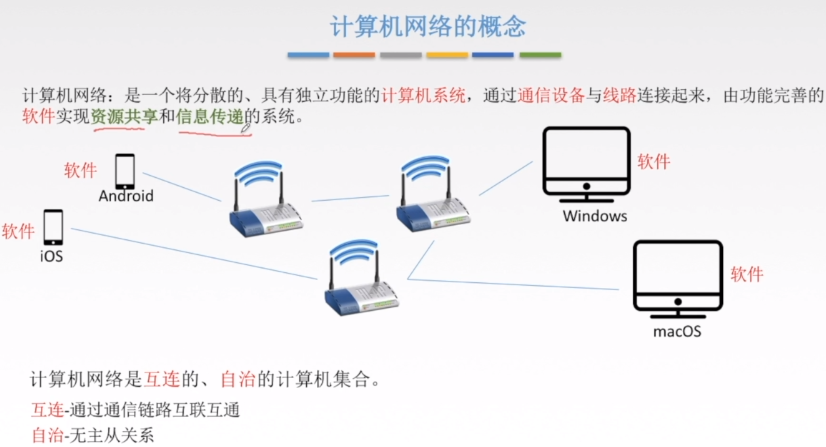 计算机网络的概念
计算机网络：是一个将分散的、具有独立功能的计算机系统，通过通信设备与线路连接起来，由功能完善的
软件实现资源共享和信息传递的系统。
软件
Android
软件
Windows
软件
iOS
软件
macOS
计算机网络是互连的、自治的计算机集合。
互连-通过通信链路互联互通
自治-无主从关系